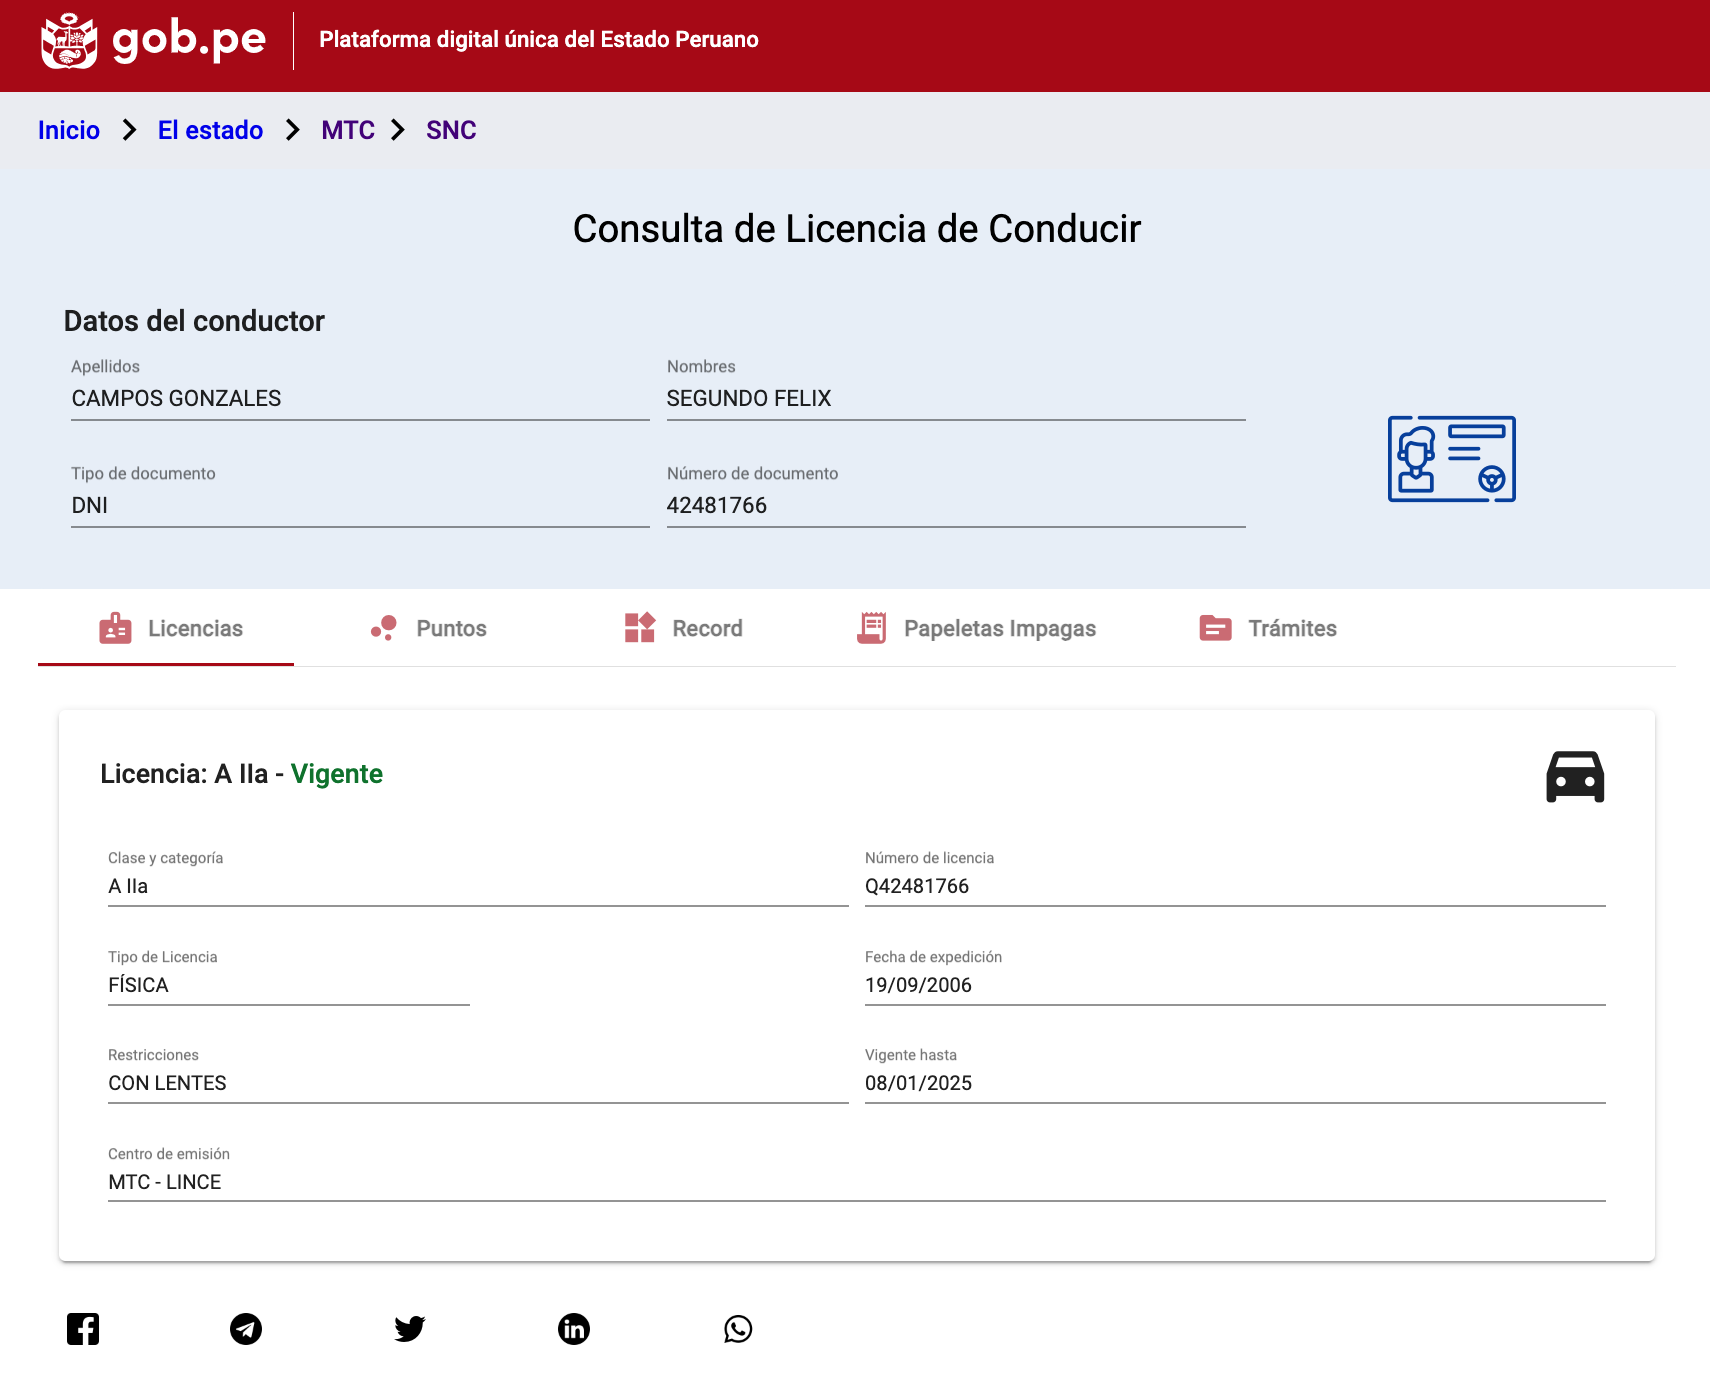 gob.pe
Plataforma digital única del Estado Peruano
Inicio El estado MTC SNC
Consulta de Licencia de Conducir
Datos del conductor
Apellidos Nombres
CAMPOS GONZALES SEGUNDO FELIX
Tipo de documento Número de documento
DNI 42481766
Licencias Puntos Record Papeletas Impagas Trámites
Licencia: A IIa - Vigente
Clase y categoría Número de licencia
A IIa Q42481766
Tipo de Licencia Fecha de expedición
FÍSICA 19/09/2006
Restricciones Vigente hasta
CON LENTES 08/01/2025
Centro de emisión
MTC - LINCE